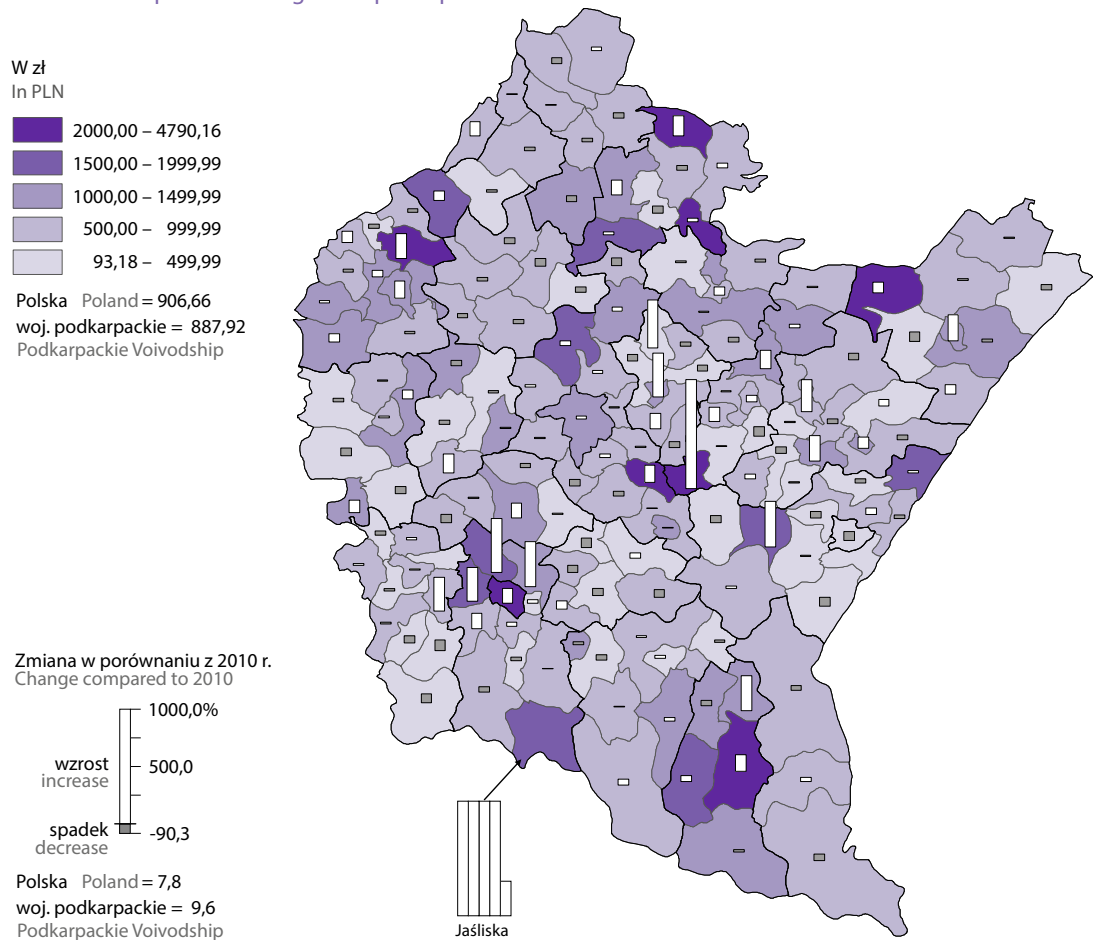 W zł
In PLN
2000,00 – 4790,16
1500,00 – 1999,99
1000,00 – 1499,99
500,00 – 999,99
93,18 – 499,99
Polska Poland = 906,66
woj. podkarpackie = 887,92
Podkarpackie Voivodship
Zmiana w porównaniu z 2010 r.
Change compared to 2010
1000,0%
wzrost
increase
500,0
spadek
decrease
-90,3
Polska Poland = 7,8
woj. podkarpackie = 9,6
Podkarpackie Voivodship
Jaśliska